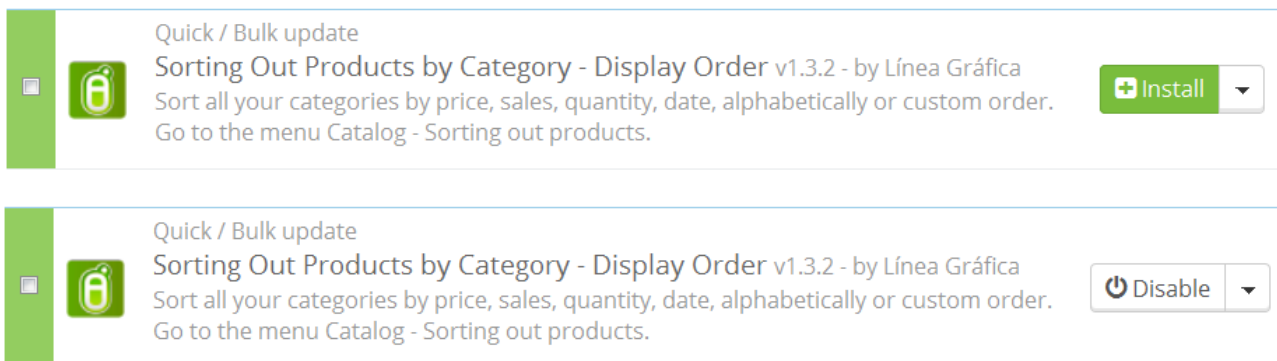 Quick / Bulk update
Sorting Out Products by Category - Display Order v1.3.2 - by Línea Gráfica
Sort all your categories by price, sales, quantity, date, alphabetically or custom order.
Go to the menu Catalog - Sorting out products.
Install
Quick / Bulk update
Sorting Out Products by Category - Display Order v1.3.2 - by Línea Gráfica
Sort all your categories by price, sales, quantity, date, alphabetically or custom order.
Go to the menu Catalog - Sorting out products.
Disable